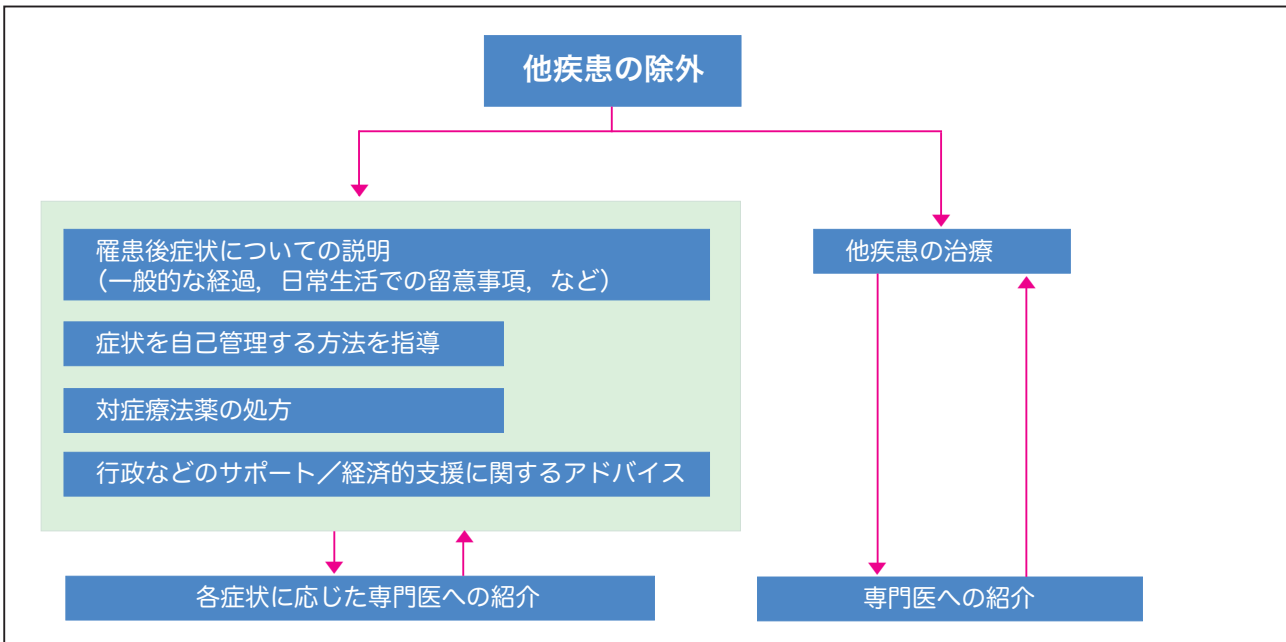 他疾患の除外
罹患後症状についての説明
（一般的な経過，日常生活での留意事項，など）
症状を自己管理する方法を指導
対症療法薬の処方
行政などのサポート／経済的支援に関するアドバイス
各症状に応じた専門医への紹介
他疾患の治療
専門医への紹介